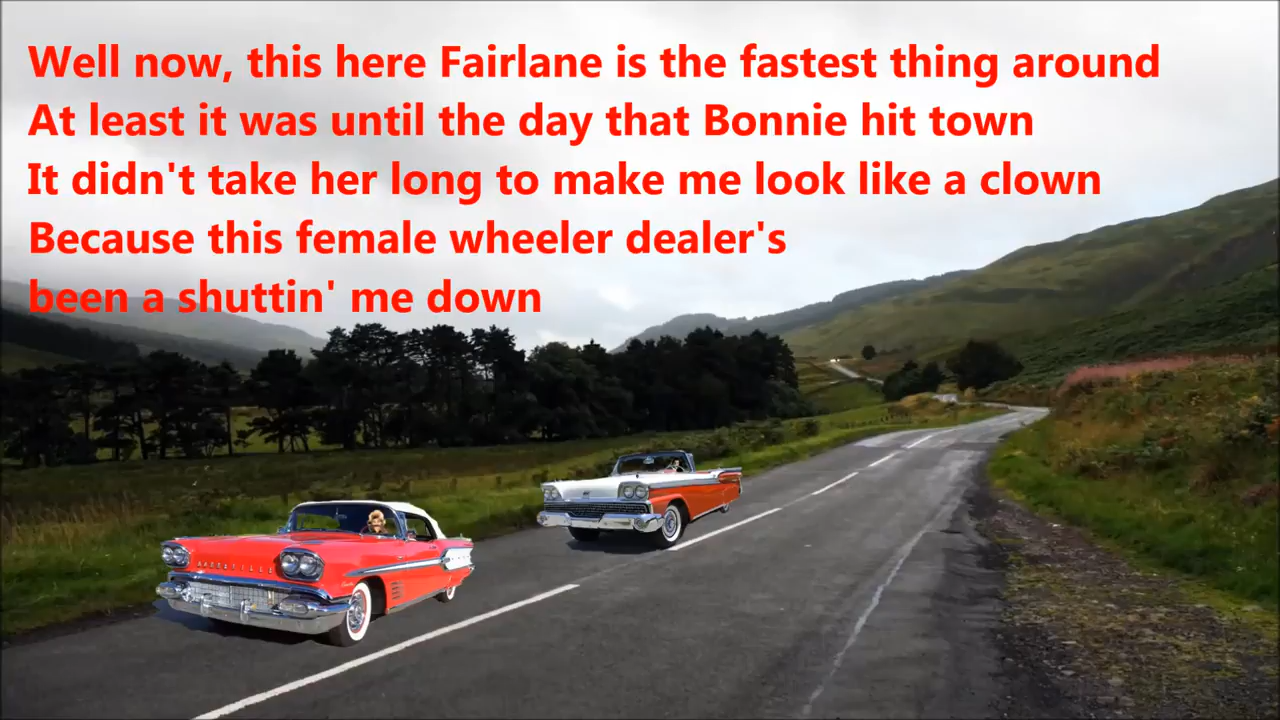 Well now, this here Fairlane is the fastest thing around
At least it was until the day that Bonnie hit town
It didn't take her long to make me look like a clown
Because this female wheeler dealer's
been a shuttin' me down
BONNEVILLE